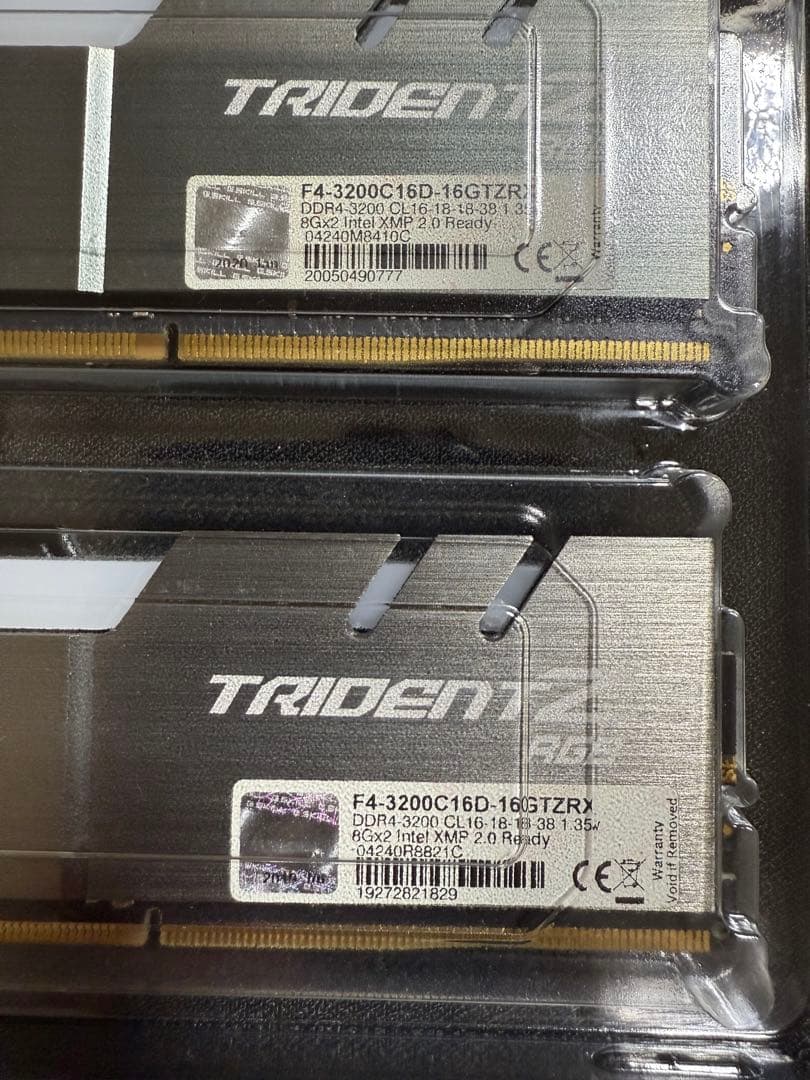 TRIDENT Z
F4-3200C16D-16GTZRX
DDR4-3200 CL16-18-18-38 1.35
8Gx2 Intel XMP 2.0 Ready
04240M8410C
20050490777
CE
Warranty
TRIDENT Z
RGB
F4-3200C16D-16GTZRX
DDR4-3200 CL16-18-18-38 1.35v
8Gx2 Intel XMP 2.0 Ready
04240R8821C
19272821829
CE
Warranty
Void if Removed